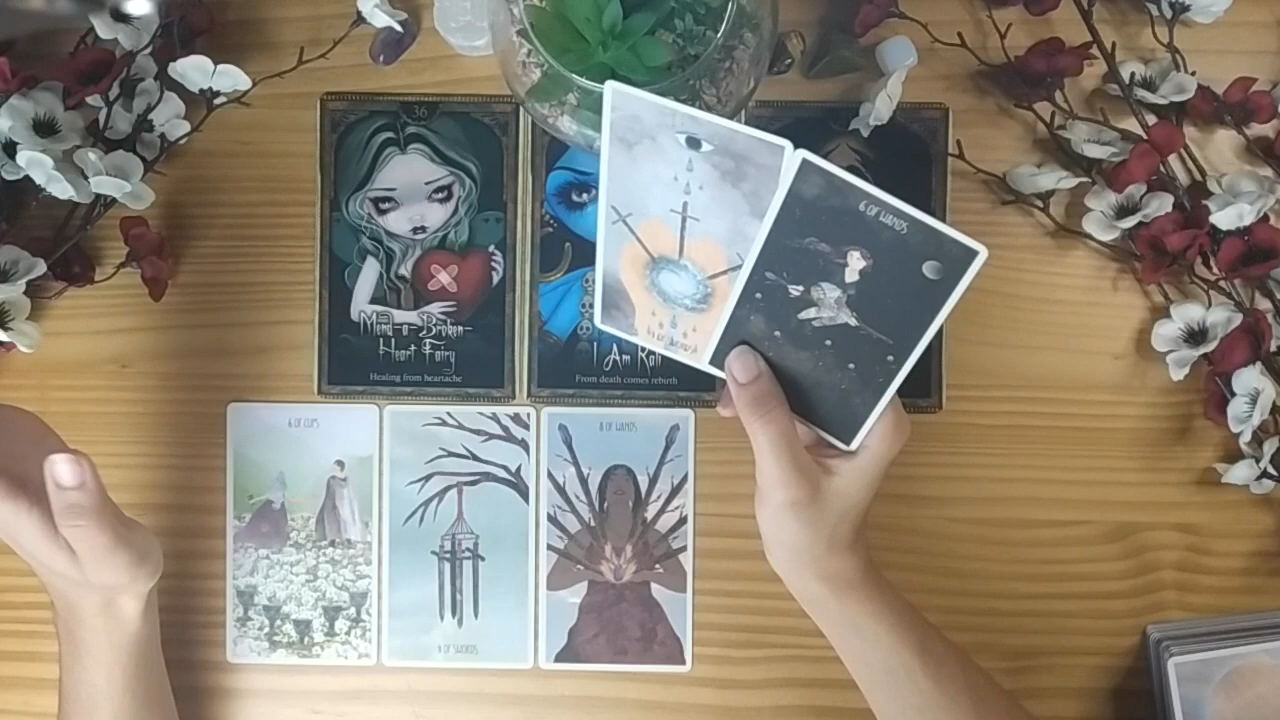 36
Mend-a-Broken-
Heart Fairy
Healing from heartache
I Am Kali
From death comes rebirth
6 OF WANDS
6 OF CUPS
8 OF WANDS
OF SWORDS